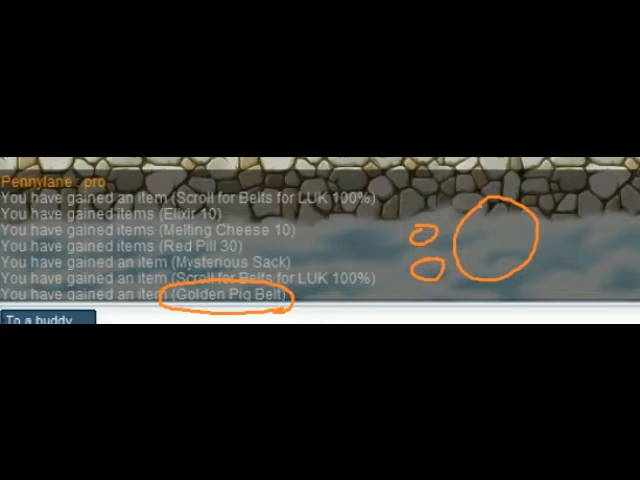 Pennylane : pro
You have gained an item (Scroll for Belts for LUK 100%)
You have gained items (Elixir 10)
You have gained items (Melting Cheese 10)
You have gained items (Red Pill 30)
You have gained an item (Mysterious Sack)
You have gained an item (Scroll for Belts for LUK 100%)
You have gained an item (Golden Pig Belt)
To a buddy